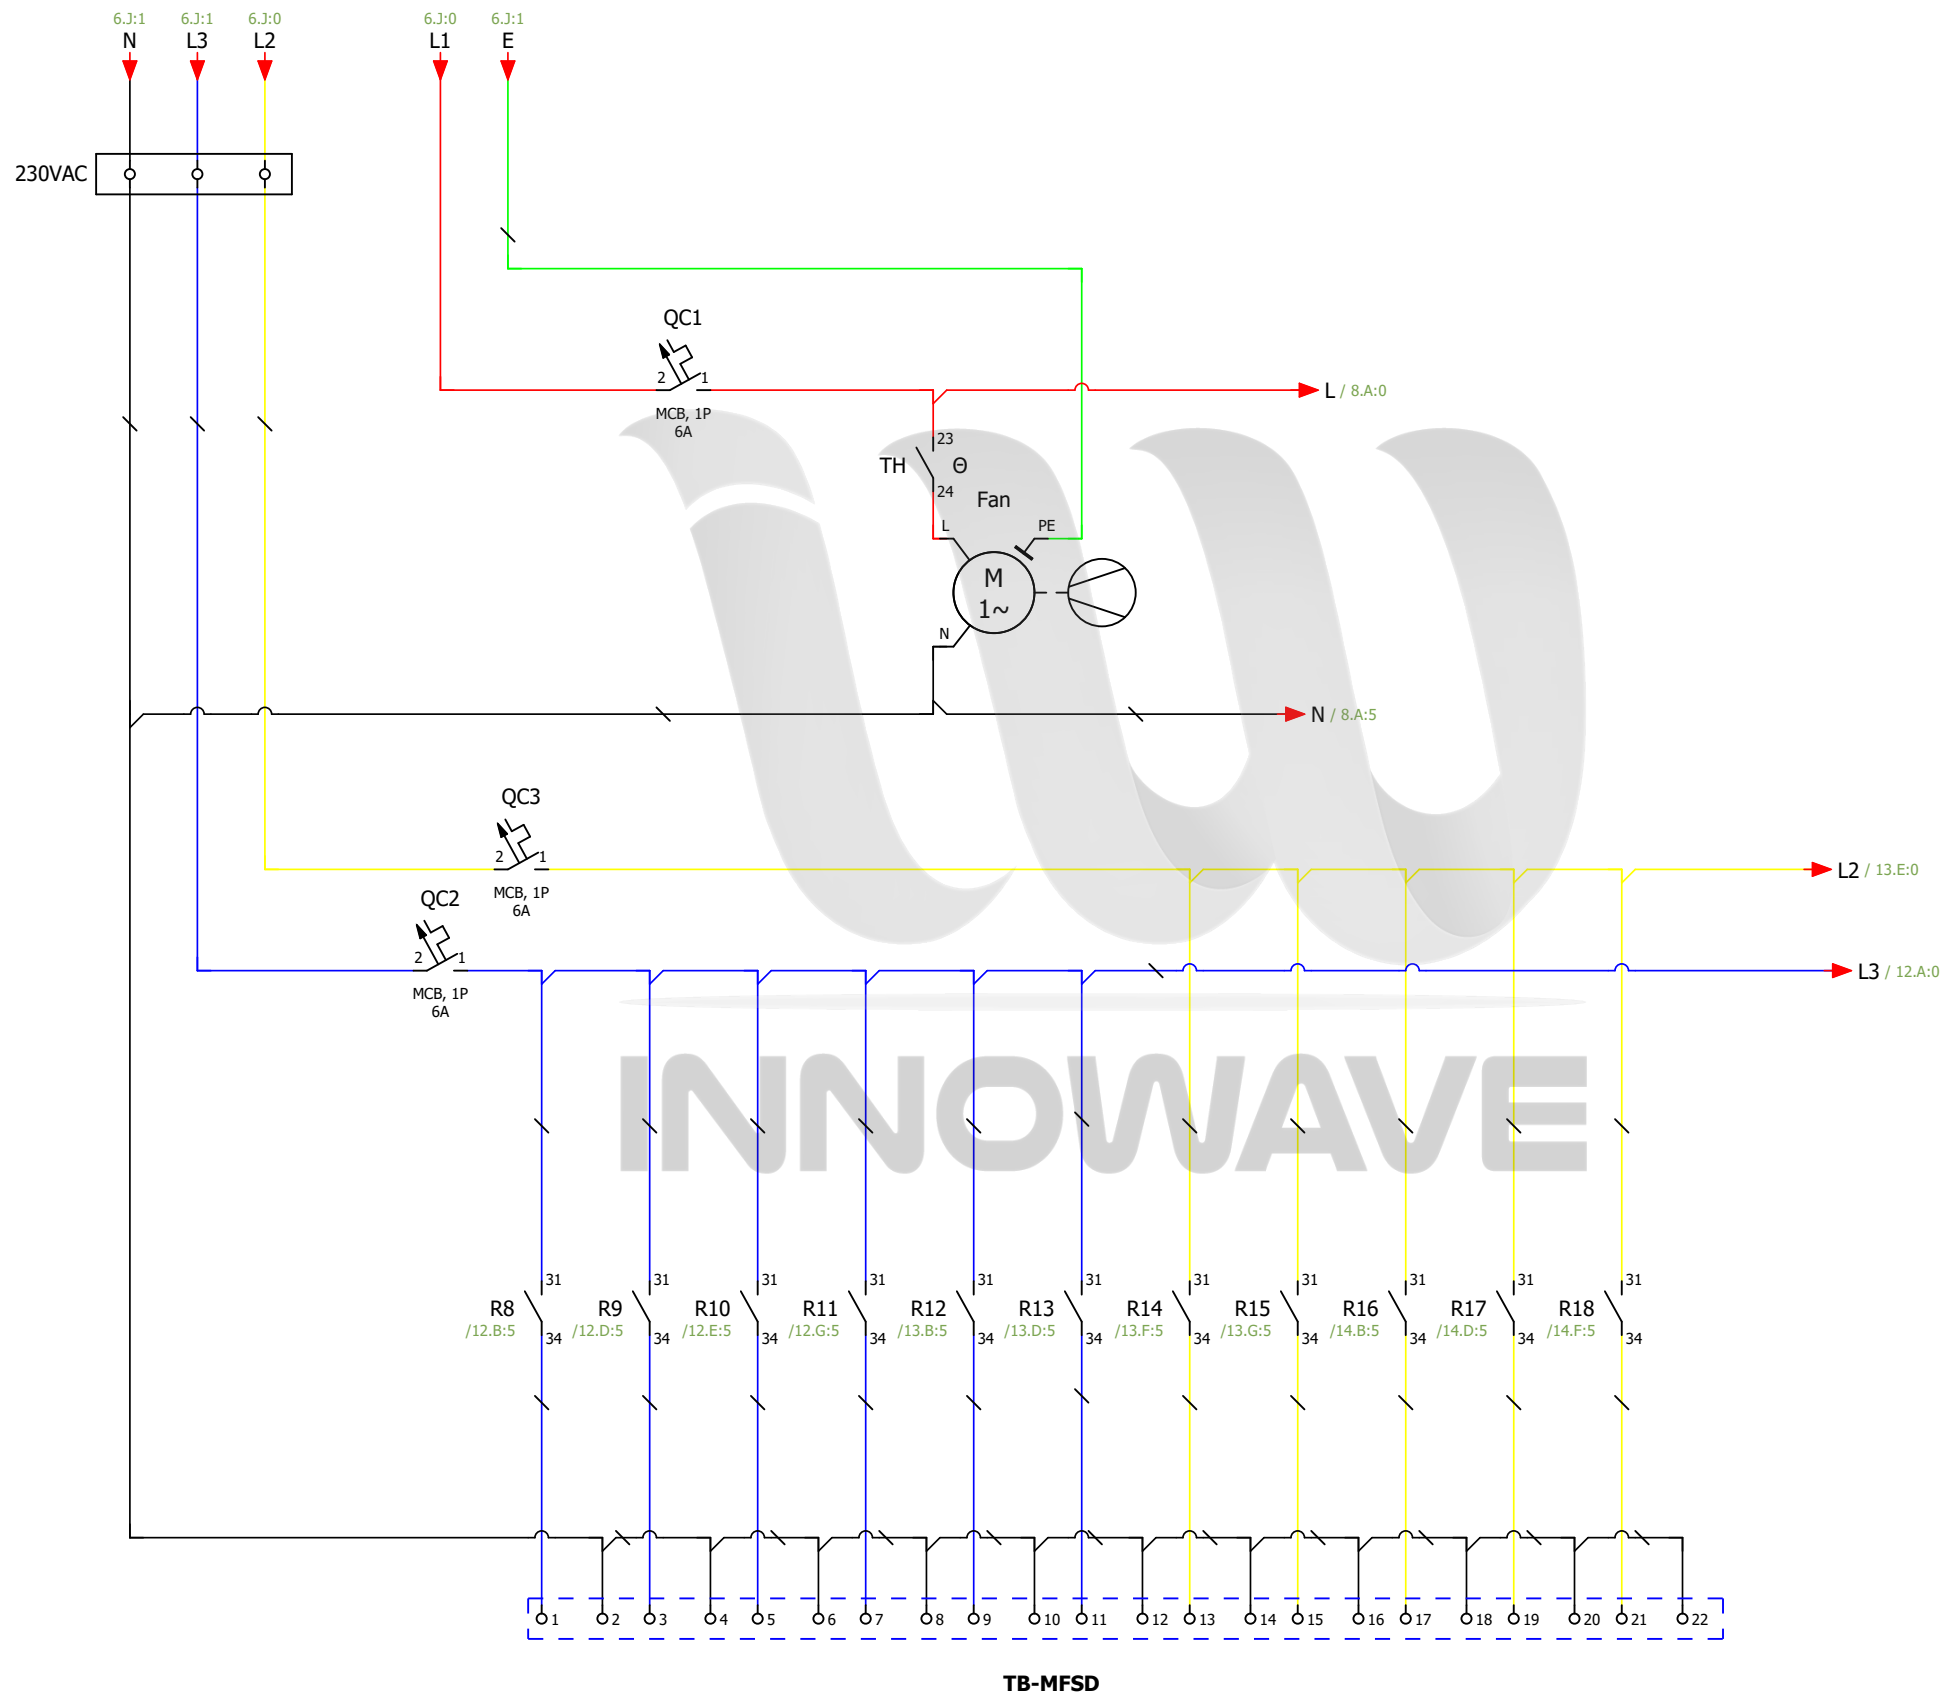 6.J:1 6.J:1 6.J:0 6.J:0 6.J:1
N L3 L2 L1 E
230VAC
QC1
2 1
MCB, 1P
6A
L / 8.A:0
23
TH Θ
24
Fan
L PE
M
1~
N
N / 8.A:5
QC3
2 1
MCB, 1P
6A
L2 / 13.E:0
QC2
2 1
MCB, 1P
6A
L3 / 12.A:0
INNOWAVE
31 31 31 31 31 31 31 31 31 31 31
R8 R9 R10 R11 R12 R13 R14 R15 R16 R17 R18
/12.B:5 /12.D:5 /12.E:5 /12.G:5 /13.B:5 /13.D:5 /13.F:5 /13.G:5 /14.B:5 /14.D:5 /14.F:5
34 34 34 34 34 34 34 34 34 34 34
1 2 3 4 5 6 7 8 9 10 11 12 13 14 15 16 17 18 19 20 21 22
TB-MFSD